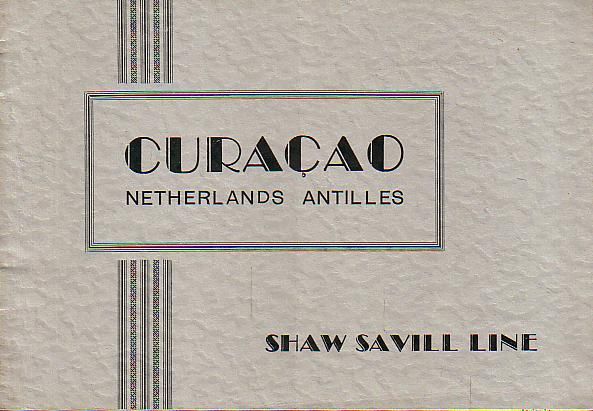 CURAÇAO
NETHERLANDS ANTILLES
SHAW SAVILL LINE